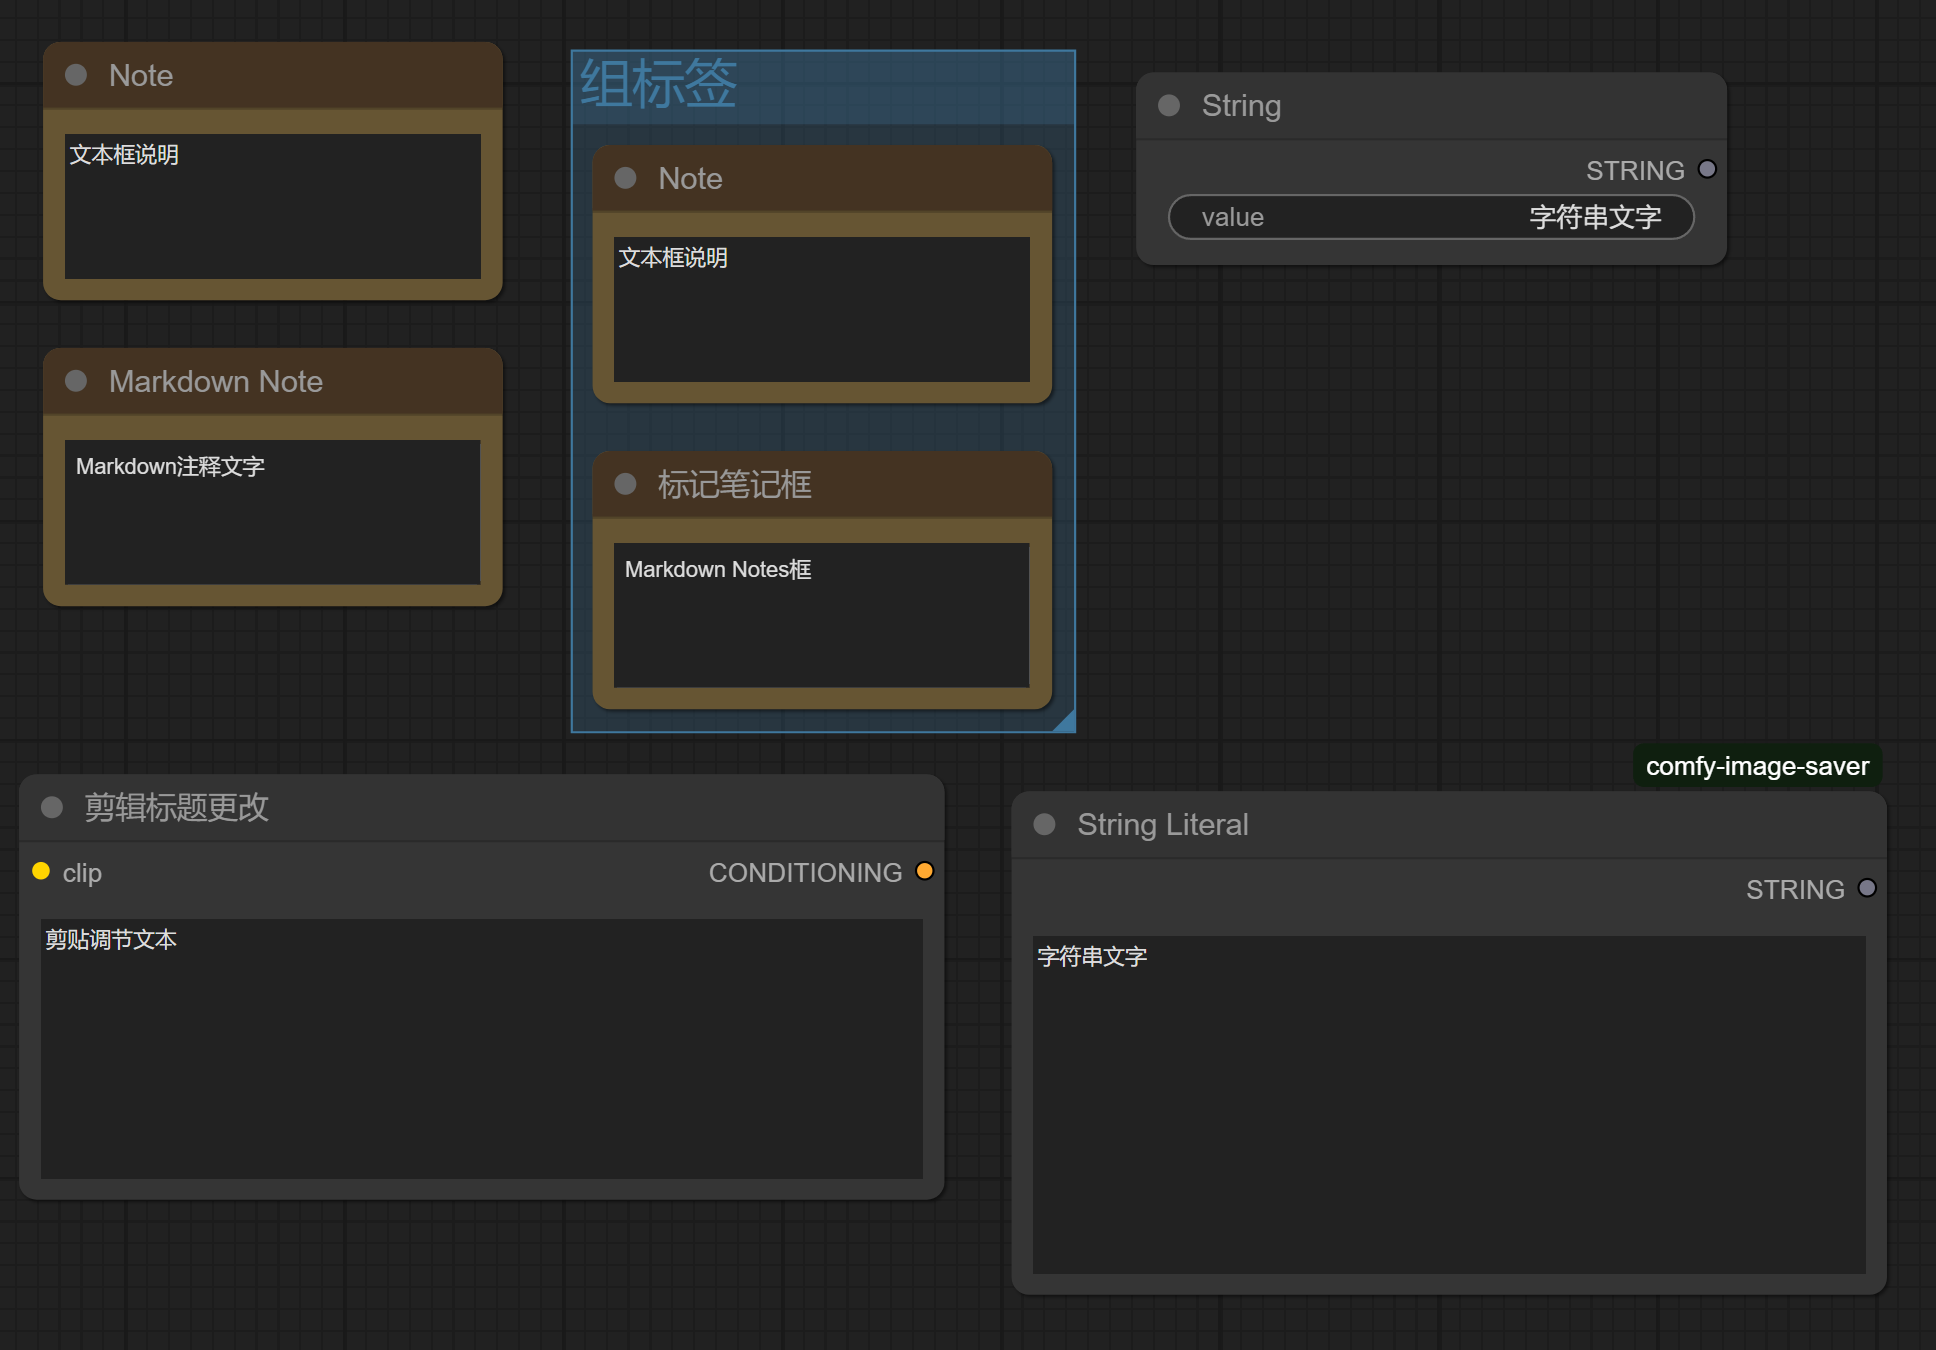 Note
文本框说明
Markdown Note
Markdown注释文字
组标签
Note
文本框说明
标记笔记框
Markdown Notes框
String
STRING
value 字符串文字
剪辑标题更改
clip CONDITIONING
剪贴调节文本
comfy-image-saver
String Literal
STRING
字符串文字